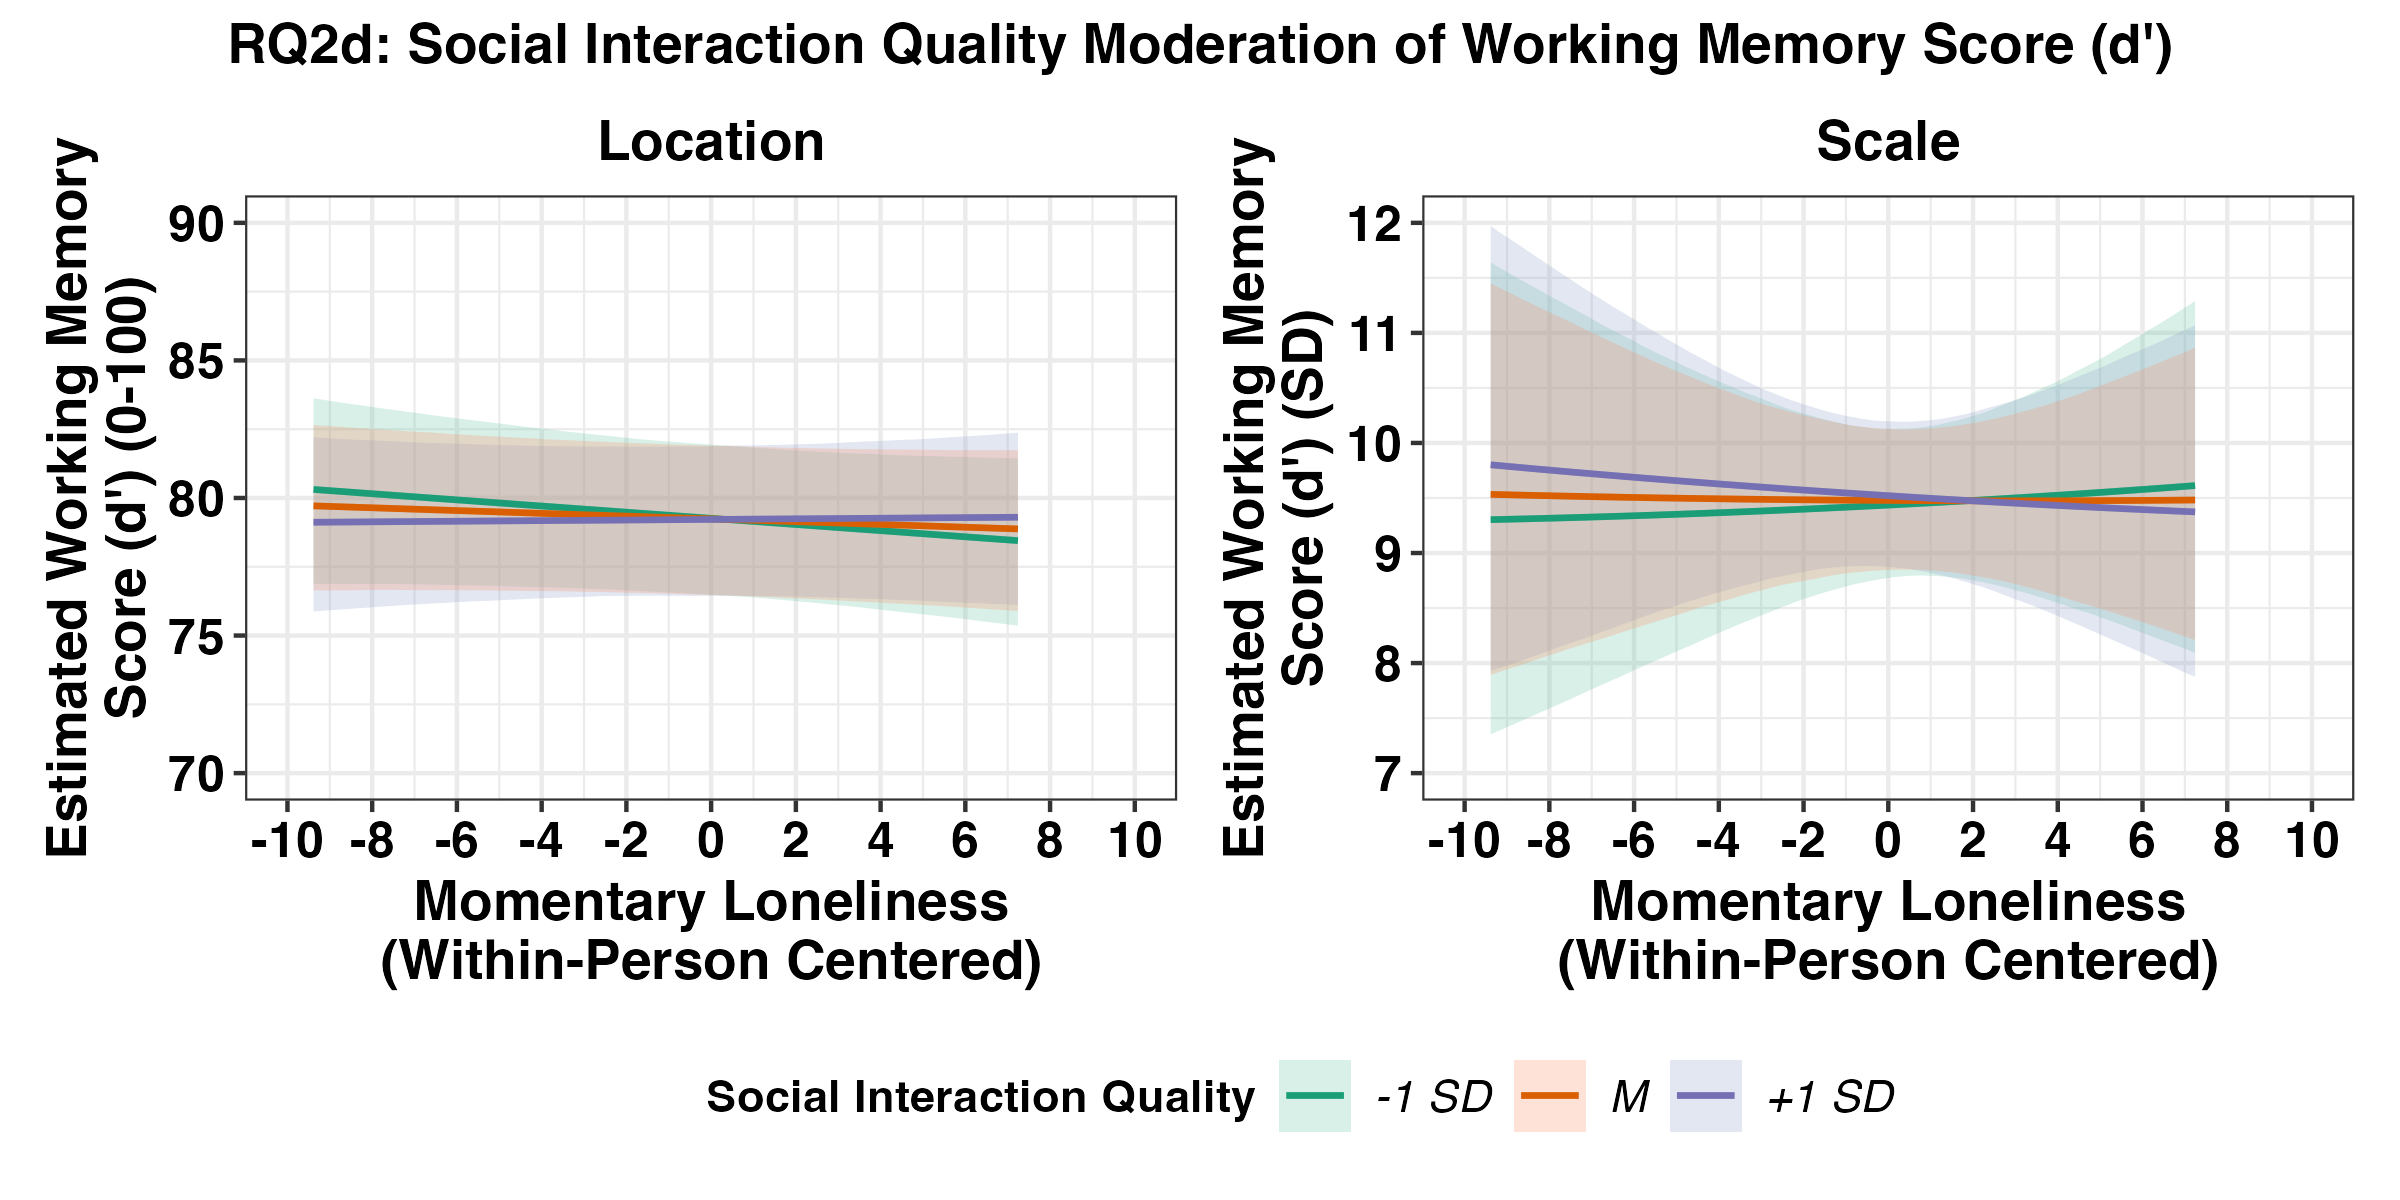 RQ2d: Social Interaction Quality Moderation of Working Memory Score (d')
Location
Estimated Working Memory
Score (d') (0-100)
90
85
80
75
70
-10 -8 -6 -4 -2 0 2 4 6 8 10
Momentary Loneliness
(Within-Person Centered)
Scale
Estimated Working Memory
Score (d') (SD)
12
11
10
9
8
7
-10 -8 -6 -4 -2 0 2 4 6 8 10
Momentary Loneliness
(Within-Person Centered)
Social Interaction Quality -1 SD M +1 SD